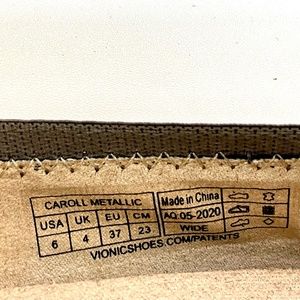 CAROLL METALLIC
USA UK EU CM
6 4 37 23
Made in China
AQ 05-2020
WIDE
VIONICSHOES.COM/PATENTS